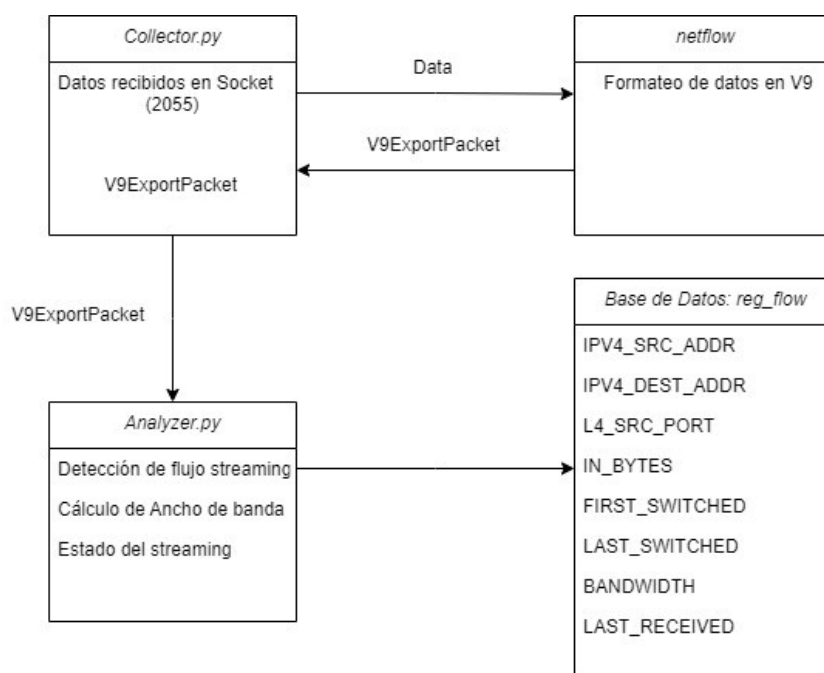 Collector.py
Datos recibidos en Socket
(2055)
V9ExportPacket
Data
V9ExportPacket
netflow
Formateo de datos en V9
V9ExportPacket
Analyzer.py
Detección de flujo streaming
Cálculo de Ancho de banda
Estado del streaming
Base de Datos: reg_flow
IPV4_SRC_ADDR
IPV4_DEST_ADDR
L4_SRC_PORT
IN_BYTES
FIRST_SWITCHED
LAST_SWITCHED
BANDWIDTH
LAST_RECEIVED